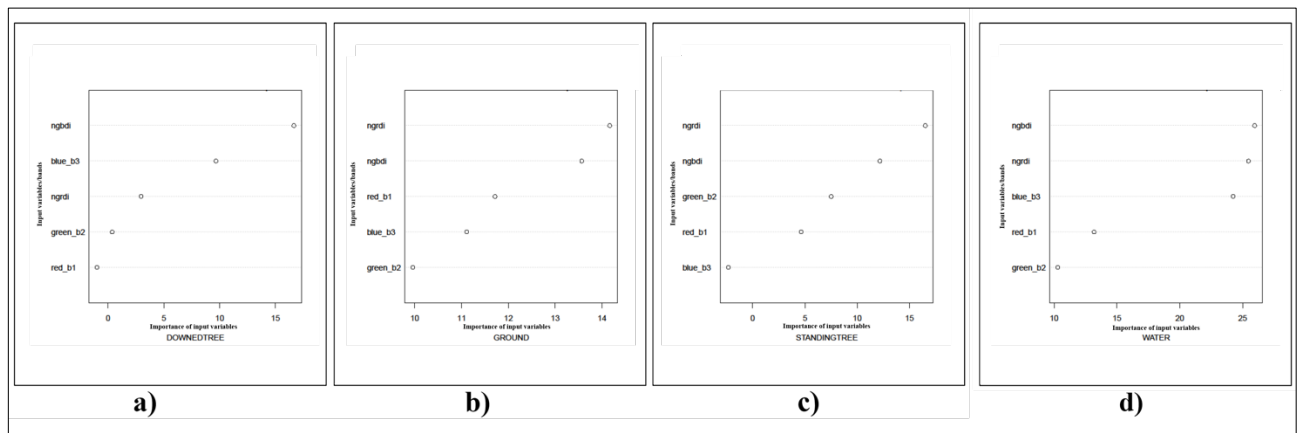 ngbdi
blue_b3
ngrdi
green_b2
red_b1
Input variables/bands
0 5 10 15
Importance of input variables
DOWNEDTREE
a)
ngrdi
ngbdi
red_b1
blue_b3
green_b2
Input variables/bands
10 11 12 13 14
Importance of input variables
GROUND
b)
ngrdi
ngbdi
green_b2
red_b1
blue_b3
Input variables/bands
0 5 10 15
Importance of input variables
STANDINGTREE
c)
ngbdi
ngrdi
blue_b3
red_b1
green_b2
Input variables/bands
10 15 20 25
Importance of input variables
WATER
d)